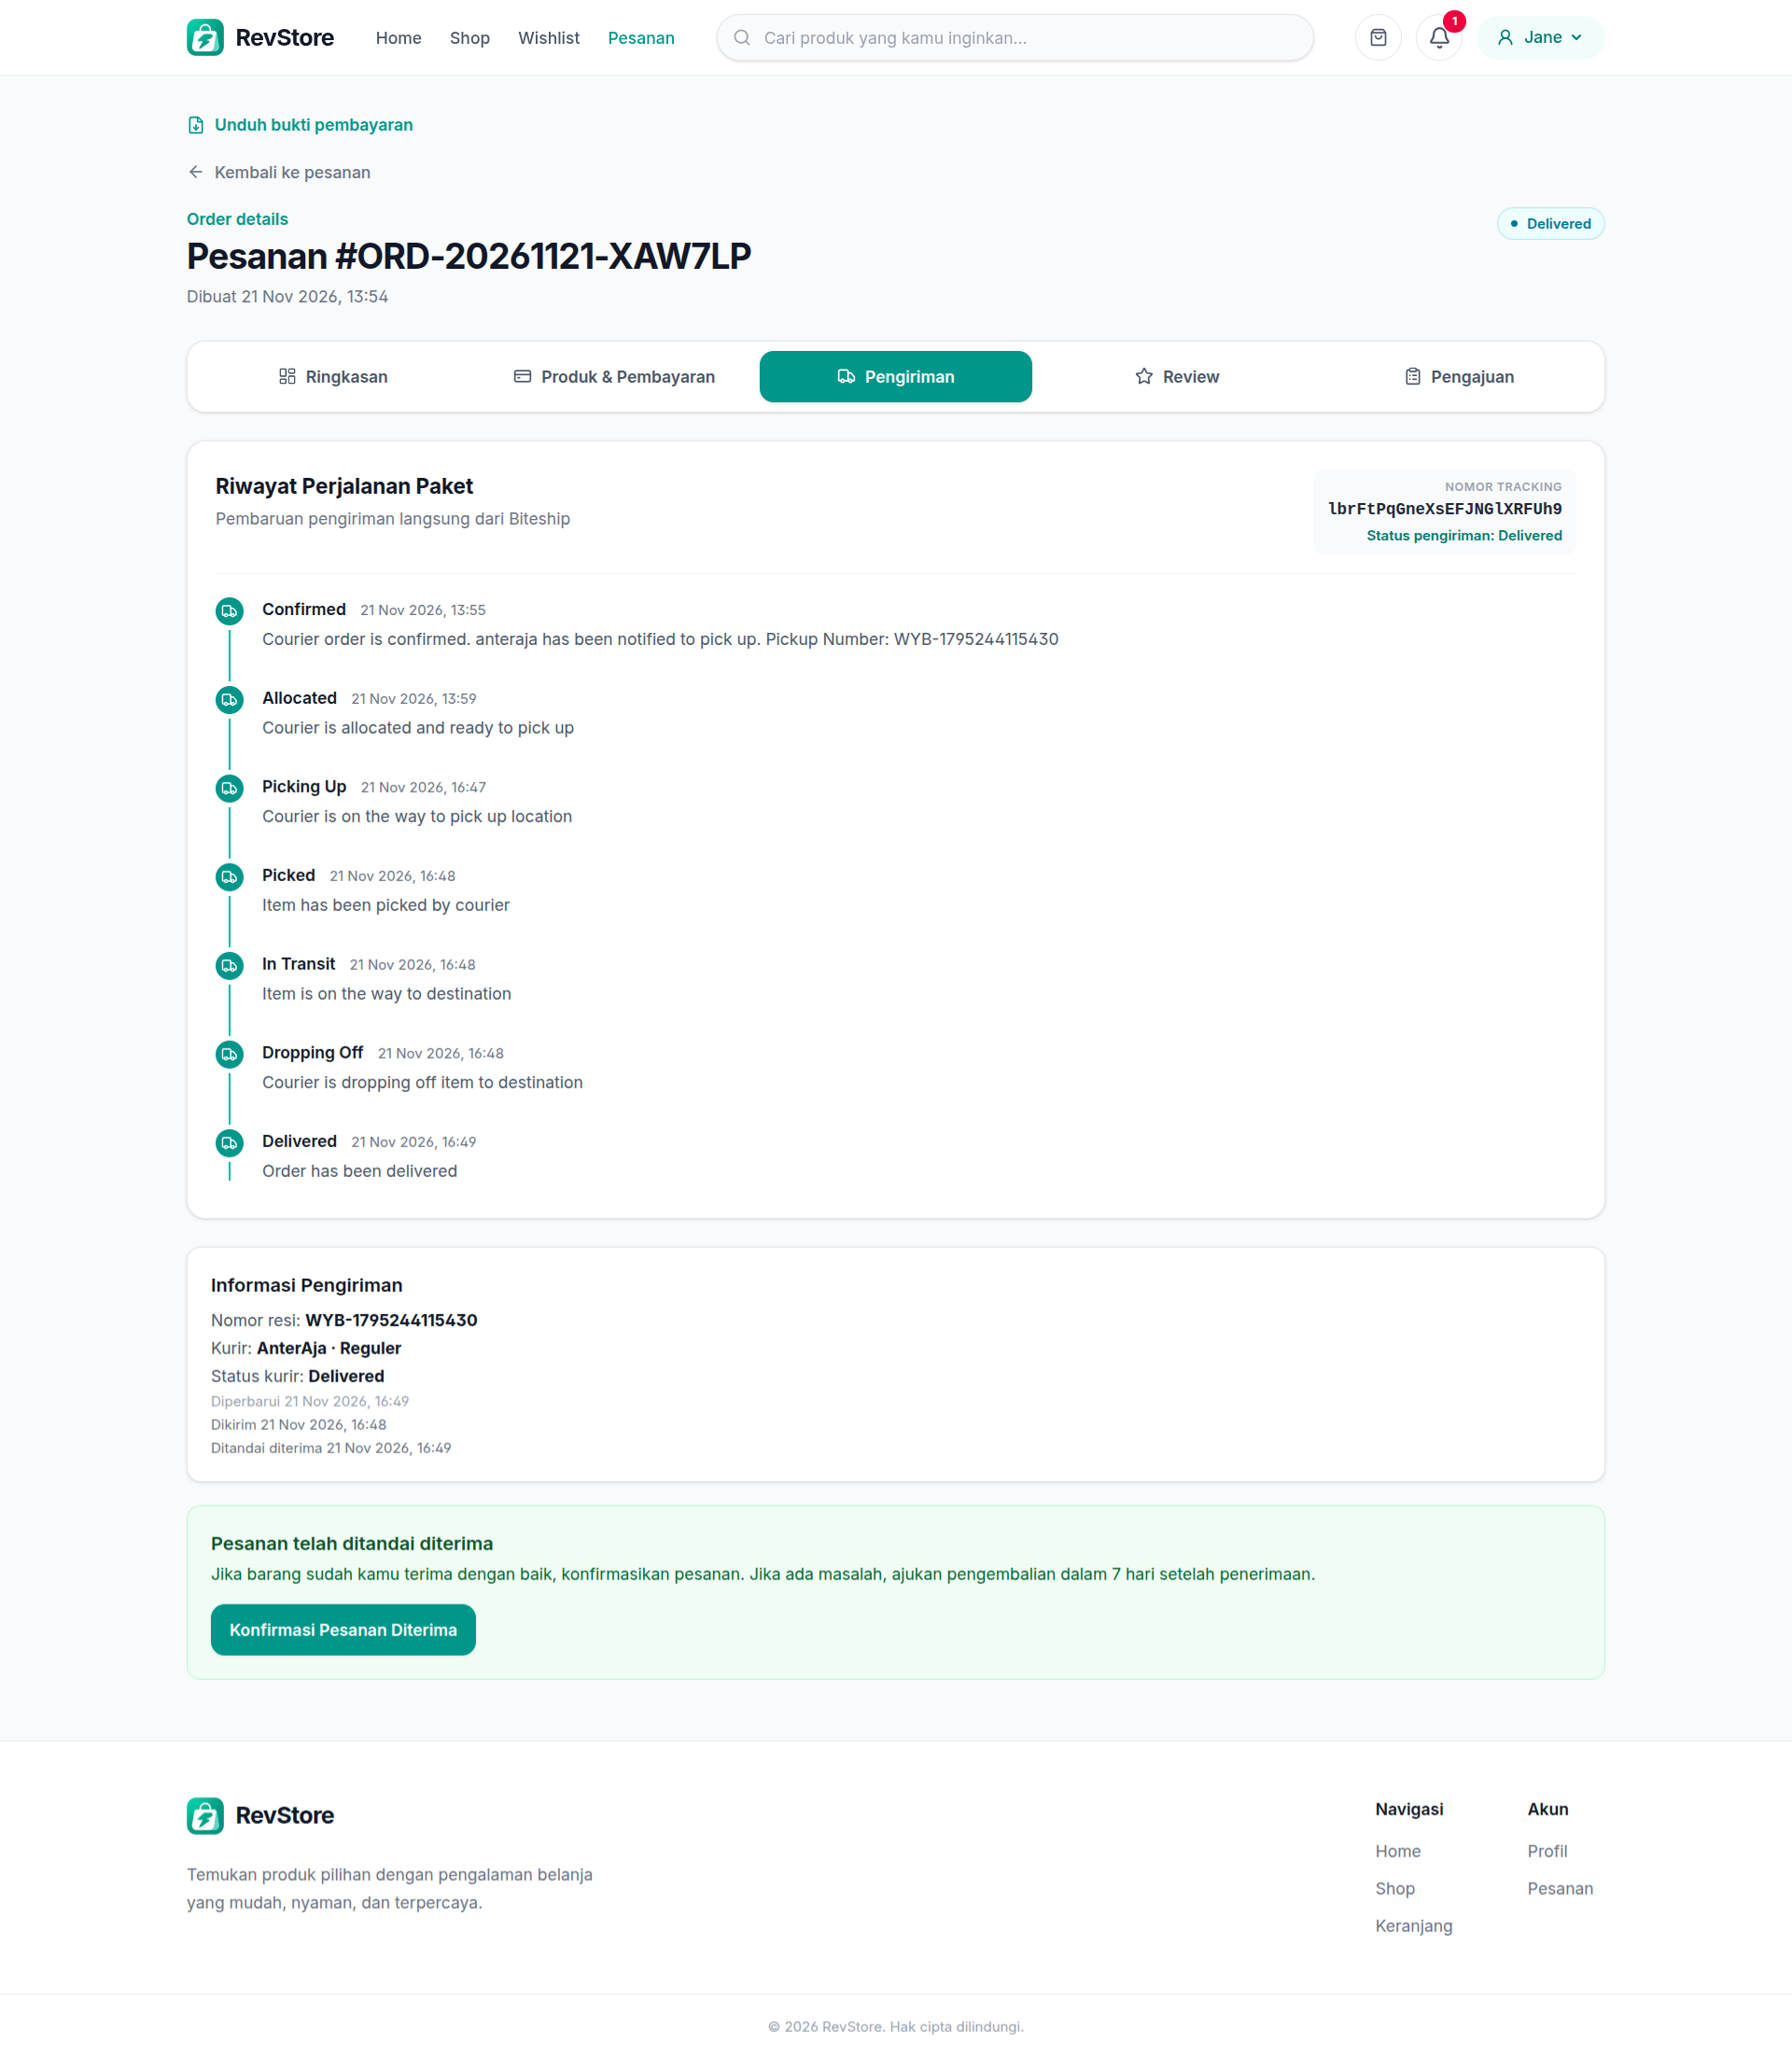 RevStore
Home
Shop
Wishlist
Pesanan
Cari produk yang kamu inginkan...
1
Jane
Unduh bukti pembayaran
Kembali ke pesanan
Order details
Delivered
Pesanan #ORD-20261121-XAW7LP
Dibuat 21 Nov 2026, 13:54
Ringkasan
Produk & Pembayaran
Pengiriman
Review
Pengajuan
Riwayat Perjalanan Paket
Pembaruan pengiriman langsung dari Biteship
NOMOR TRACKING
lbrFtPqGneXsEFJNGlXRFUh9
Status pengiriman: Delivered
Confirmed 21 Nov 2026, 13:55
Courier order is confirmed. anteraja has been notified to pick up. Pickup Number: WYB-1795244115430
Allocated 21 Nov 2026, 13:59
Courier is allocated and ready to pick up
Picking Up 21 Nov 2026, 16:47
Courier is on the way to pick up location
Picked 21 Nov 2026, 16:48
Item has been picked by courier
In Transit 21 Nov 2026, 16:48
Item is on the way to destination
Dropping Off 21 Nov 2026, 16:48
Courier is dropping off item to destination
Delivered 21 Nov 2026, 16:49
Order has been delivered
Informasi Pengiriman
Nomor resi: WYB-1795244115430
Kurir: AnterAja · Reguler
Status kurir: Delivered
Diperbarui 21 Nov 2026, 16:49
Dikirim 21 Nov 2026, 16:48
Ditandai diterima 21 Nov 2026, 16:49
Pesanan telah ditandai diterima
Jika barang sudah kamu terima dengan baik, konfirmasikan pesanan. Jika ada masalah, ajukan pengembalian dalam 7 hari setelah penerimaan.
Konfirmasi Pesanan Diterima
RevStore
Temukan produk pilihan dengan pengalaman belanja
yang mudah, nyaman, dan terpercaya.
Navigasi
Home
Shop
Keranjang
Akun
Profil
Pesanan
© 2026 RevStore. Hak cipta dilindungi.